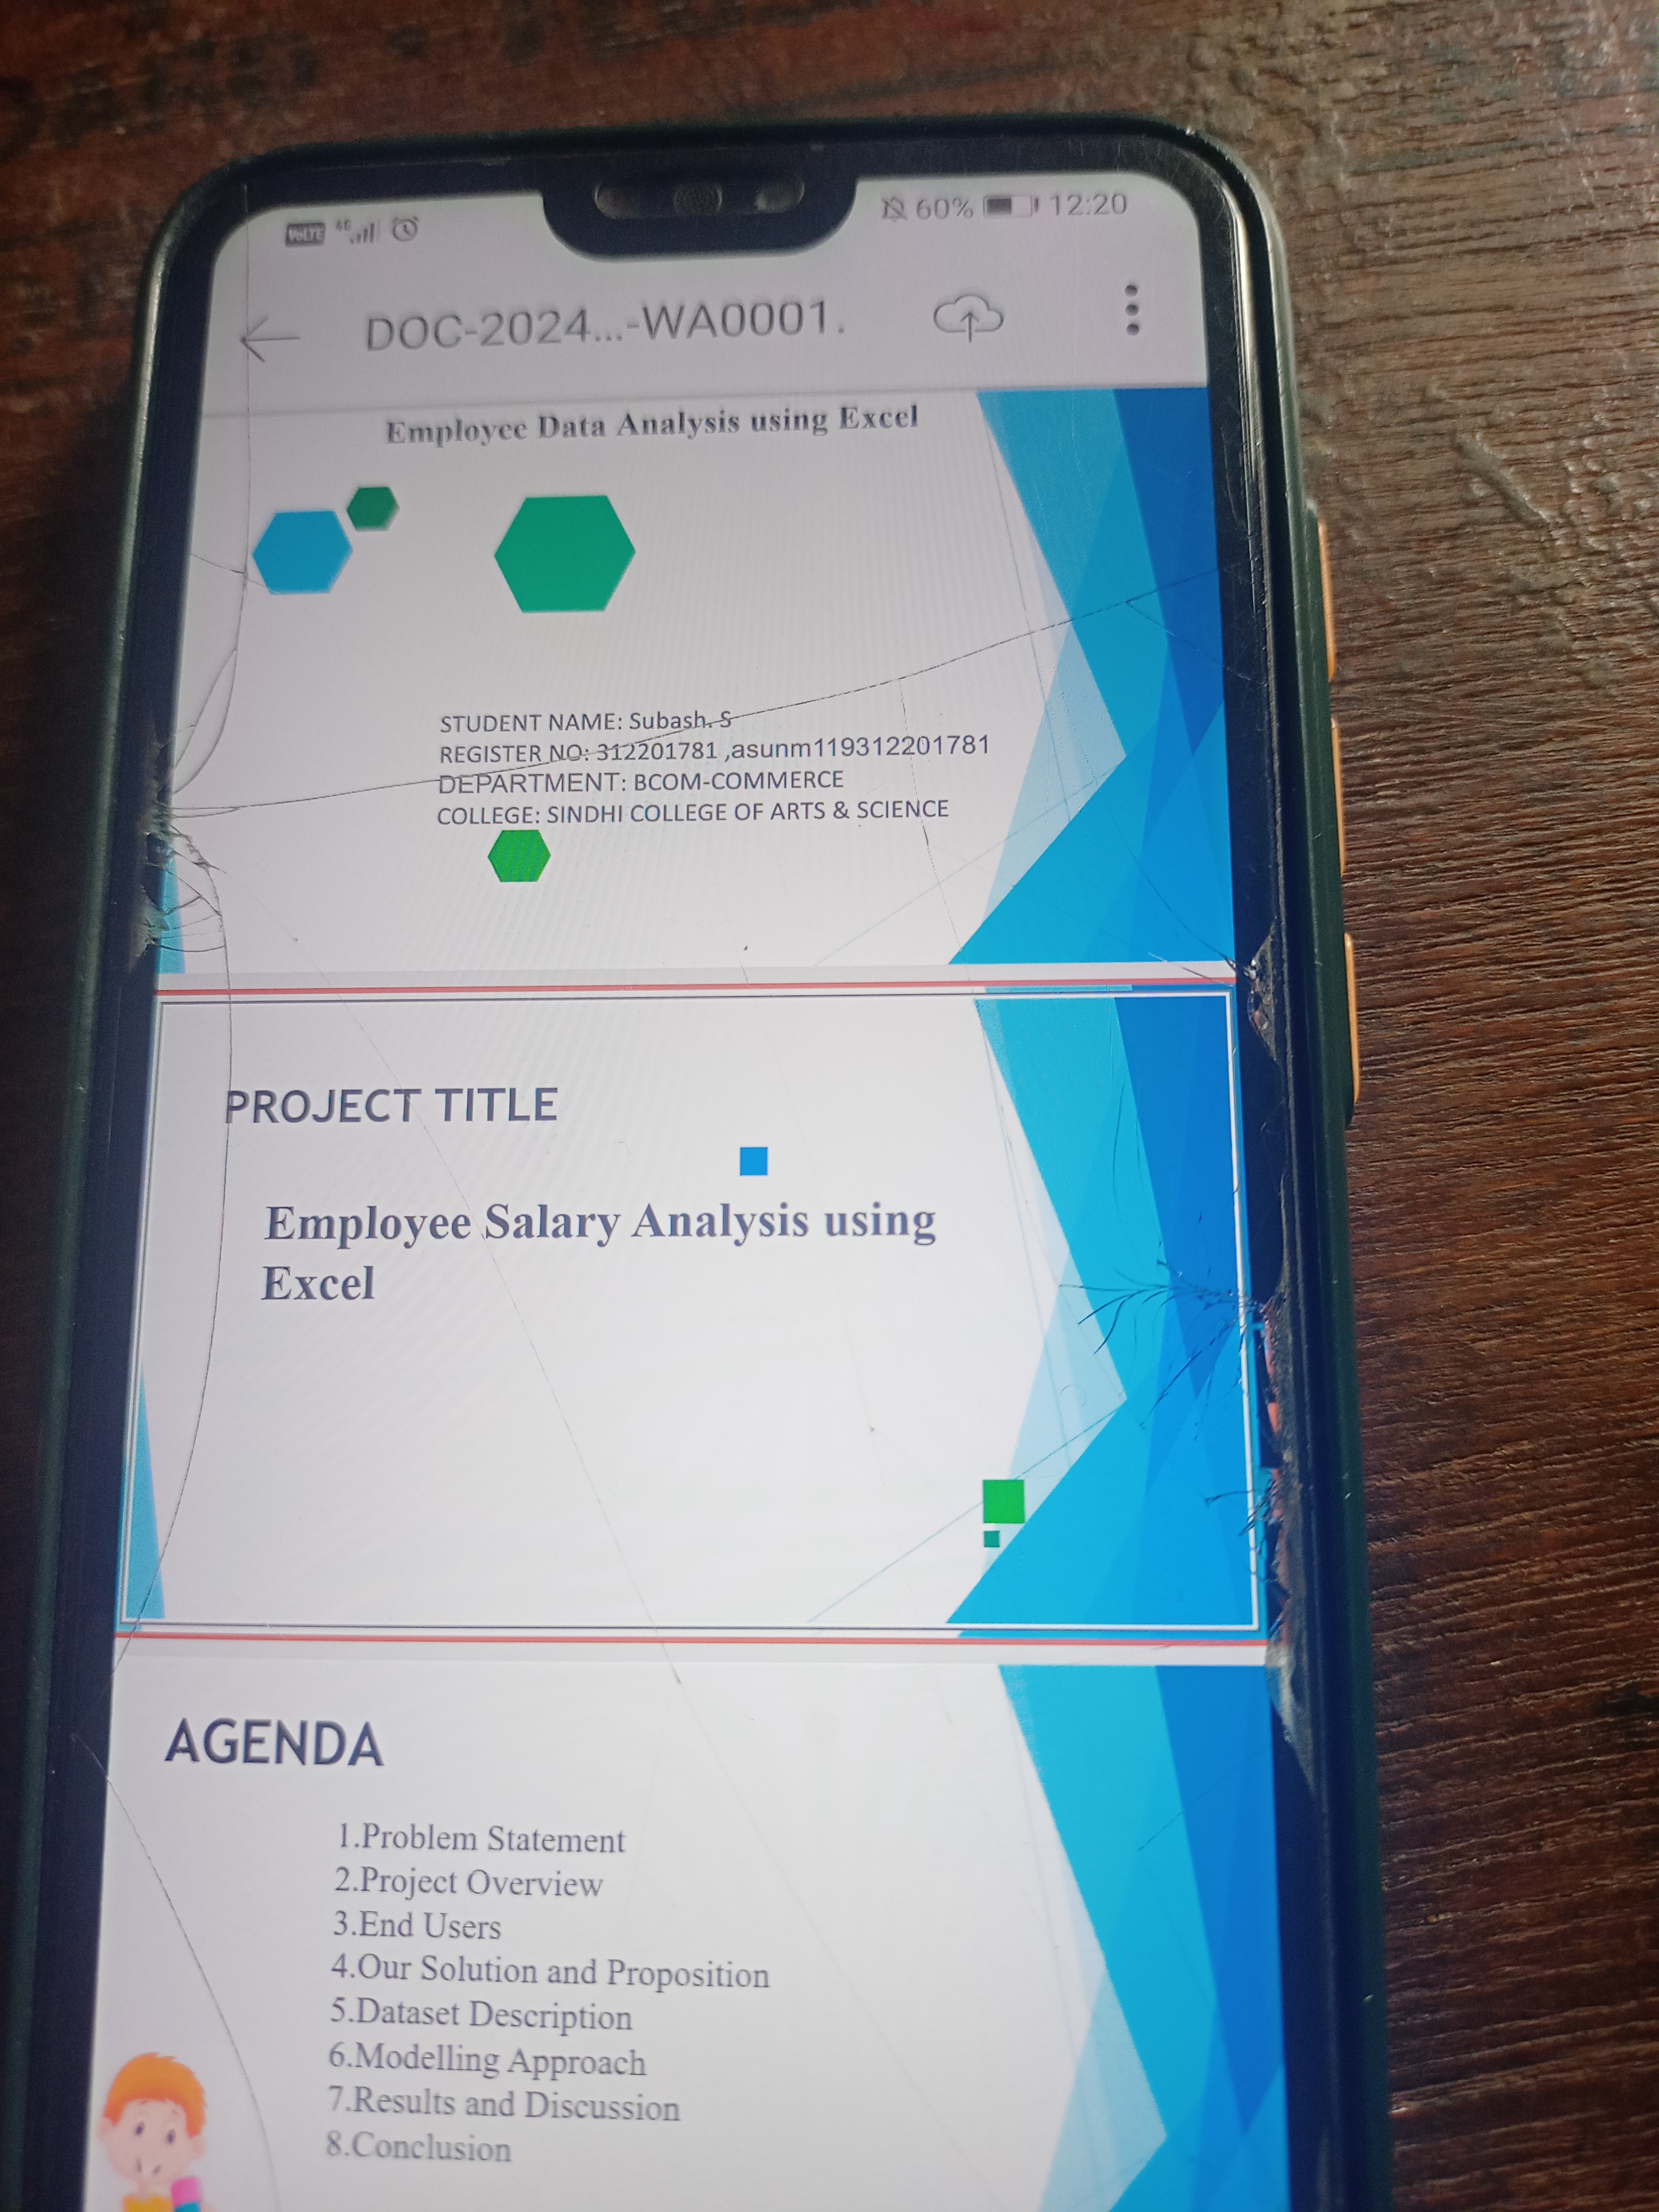 VoLTE 4G 60% 12:20
DOC-2024...-WA0001.
Employee Data Analysis using Excel
STUDENT NAME: Subash. S
REGISTER NO: 312201781 ,asunm119312201781
DEPARTMENT: BCOM-COMMERCE
COLLEGE: SINDHI COLLEGE OF ARTS & SCIENCE
PROJECT TITLE
Employee Salary Analysis using
Excel
AGENDA
1.Problem Statement
2.Project Overview
3.End Users
4.Our Solution and Proposition
5.Dataset Description
6.Modelling Approach
7.Results and Discussion
8.Conclusion